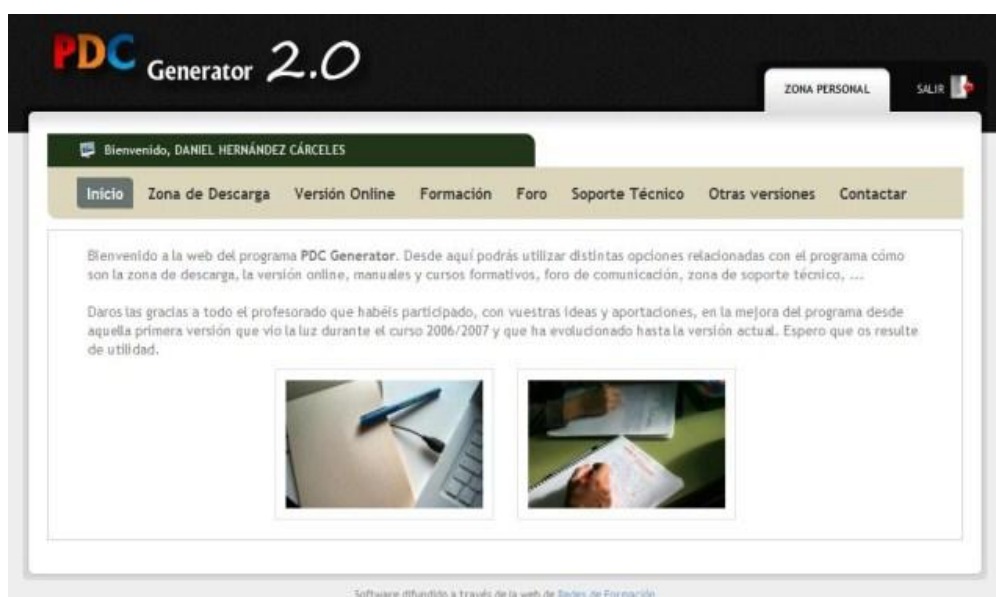 PDC Generator 2.0
ZONA PERSONAL SALIR
Bienvenido, DANIEL HERNÁNDEZ CÁRCELES
Inicio Zona de Descarga Versión Online Formación Foro Soporte Técnico Otras versiones Contactar
Bienvenido a la web del programa PDC Generator. Desde aquí podrás utilizar distintas opciones relacionadas con el programa cómo
son la zona de descarga, la versión online, manuales y cursos formativos, foro de comunicación, zona de soporte técnico, ...
Daros las gracias a todo el profesorado que habéis participado, con vuestras ideas y aportaciones, en la mejora del programa desde
aquella primera versión que vio la luz durante el curso 2006/2007 y que ha evolucionado hasta la versión actual. Espero que os resulte
de utilidad.
Software difundido a través de la web de Redes de Formación